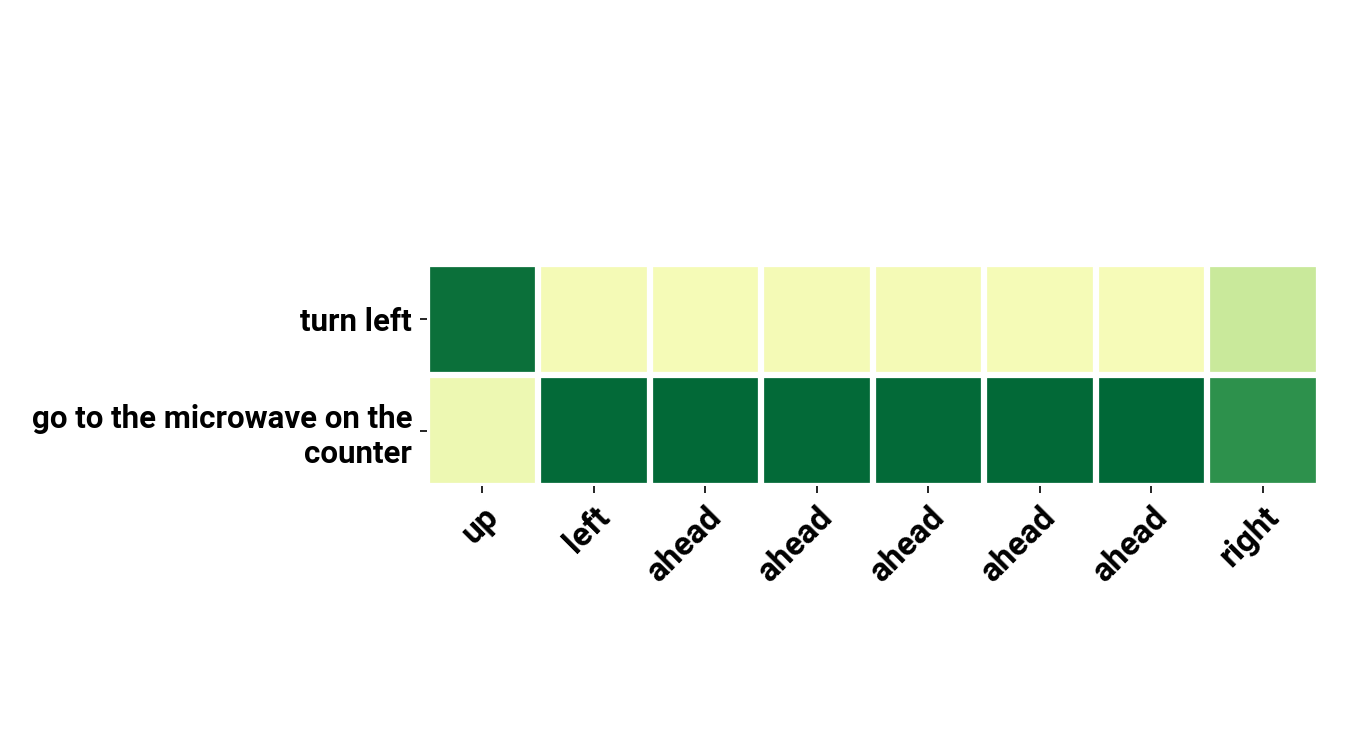 turn left
go to the microwave on the
counter
up
left
ahead
ahead
ahead
ahead
ahead
right